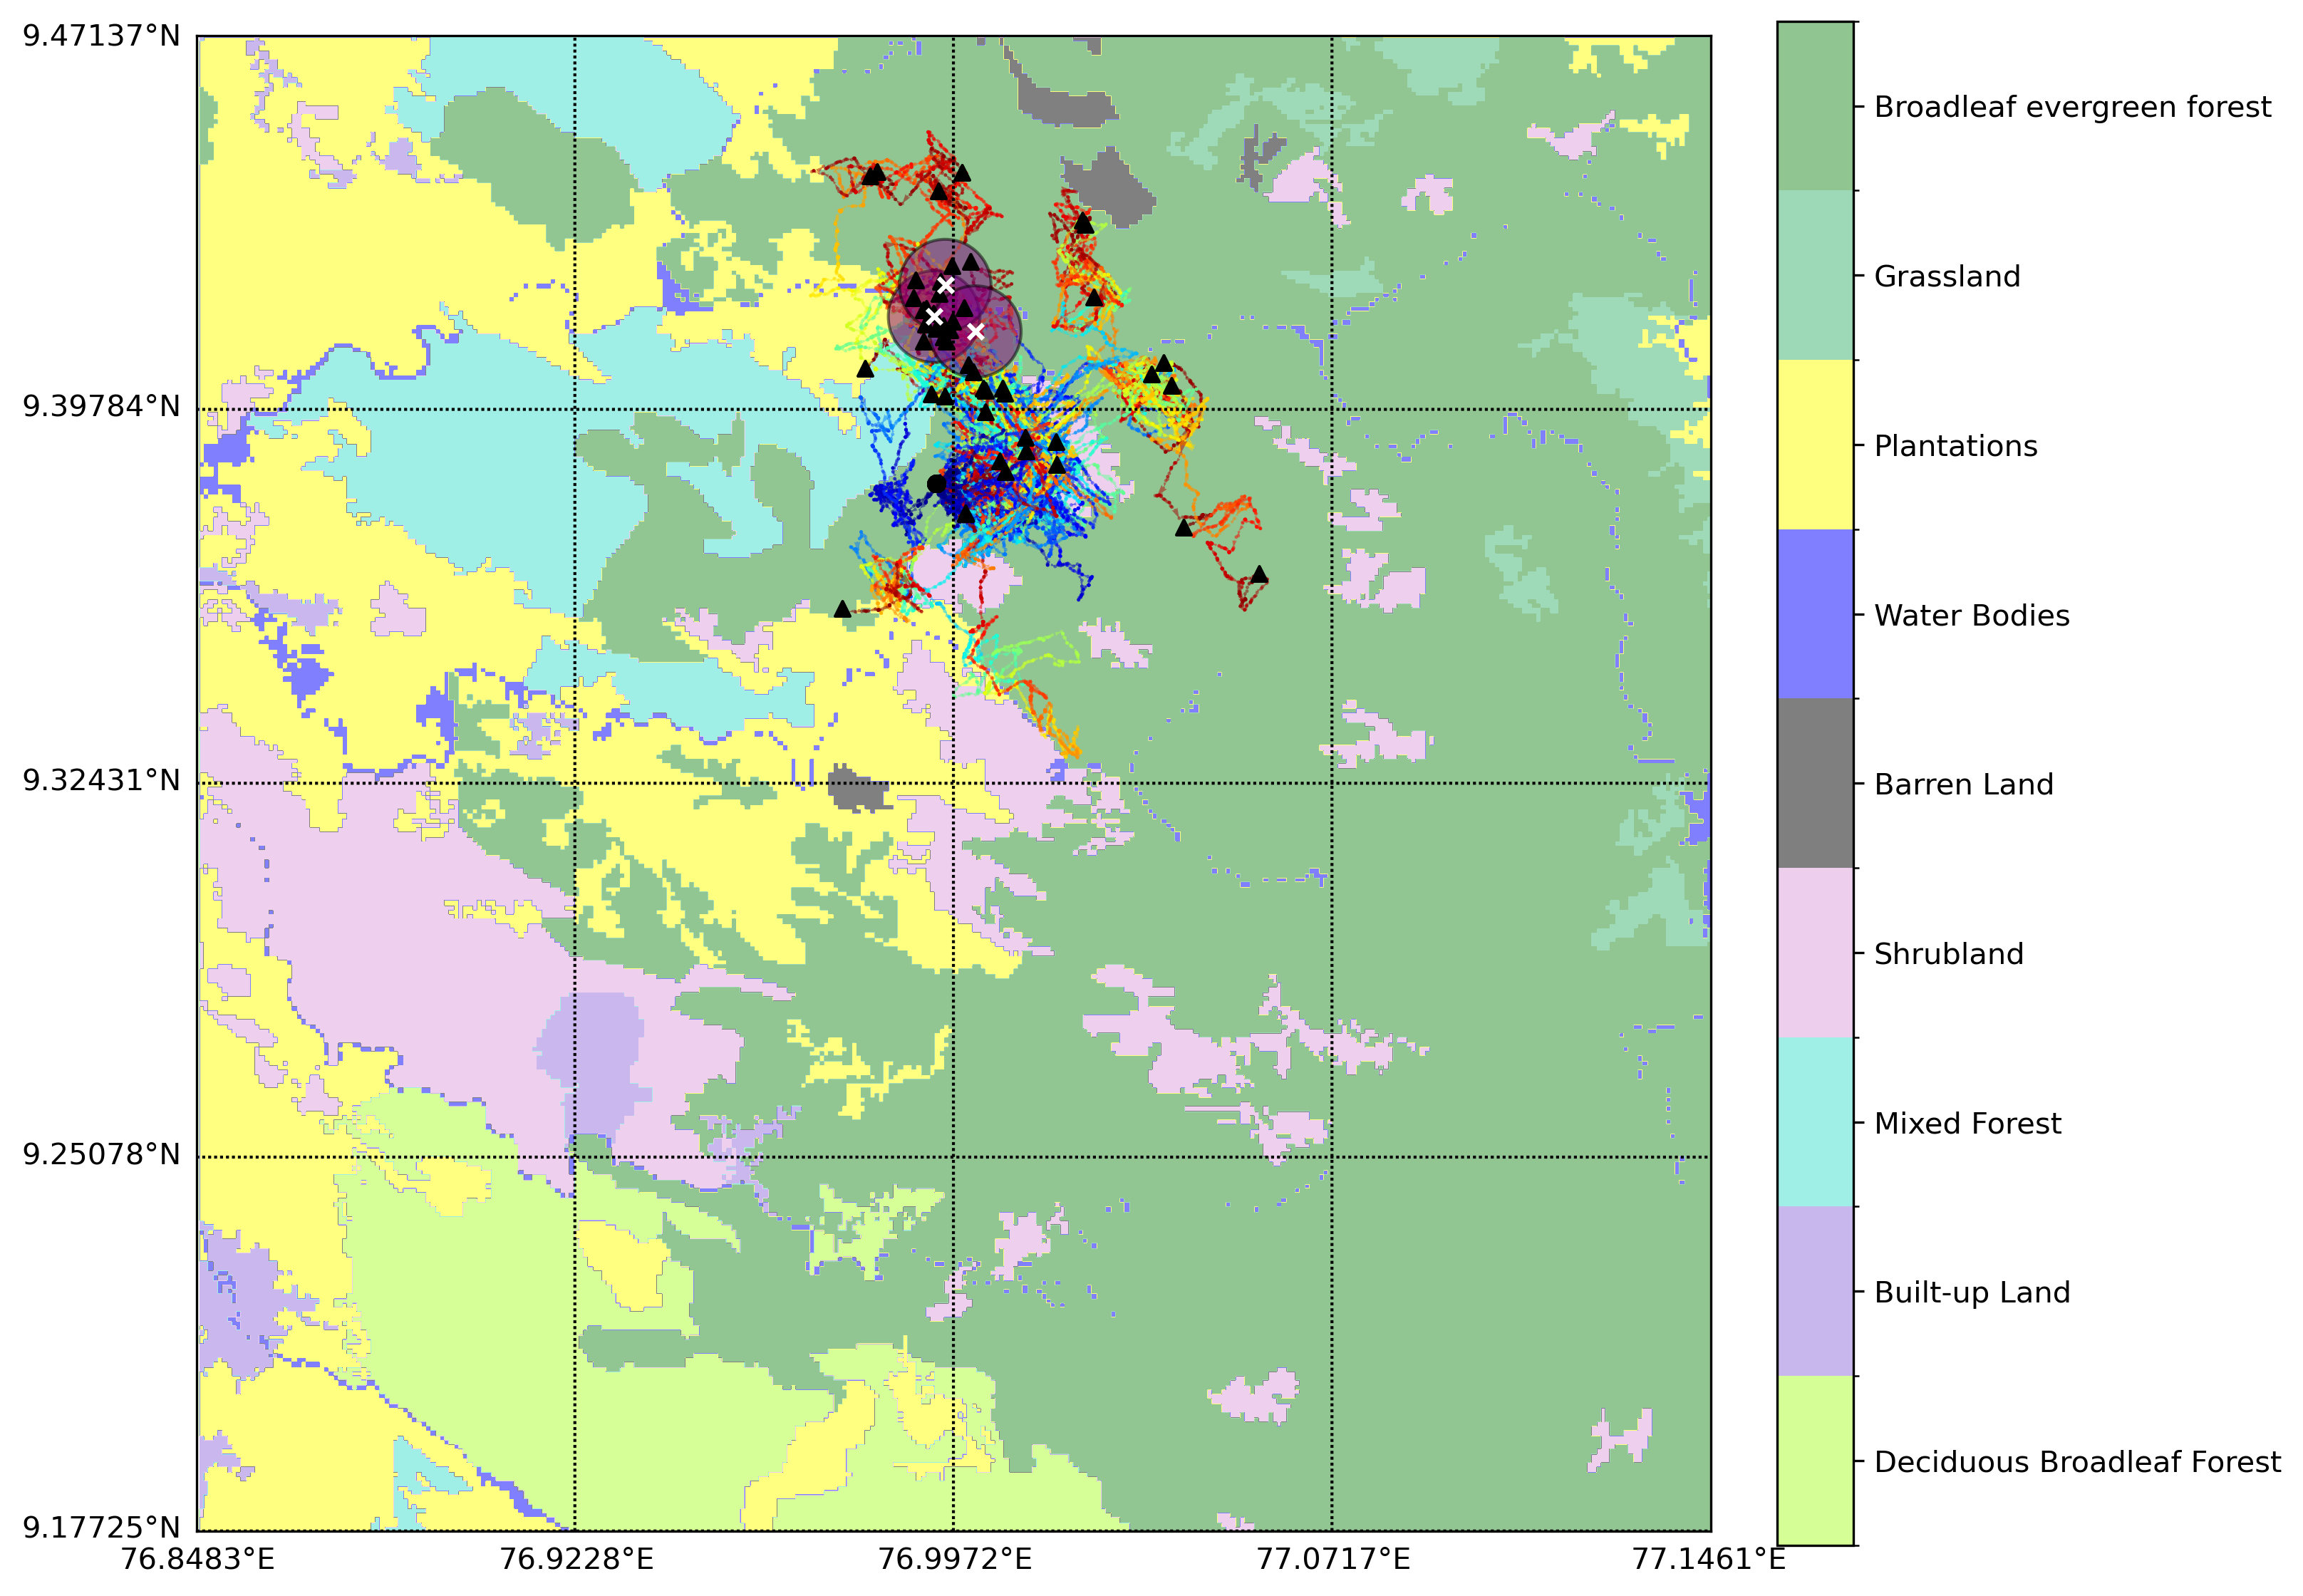 9.47137°N
9.39784°N
9.32431°N
9.25078°N
9.17725°N
76.8483°E
76.9228°E
76.9972°E
77.0717°E
77.1461°E
Broadleaf evergreen forest
Grassland
Plantations
Water Bodies
Barren Land
Shrubland
Mixed Forest
Built-up Land
Deciduous Broadleaf Forest